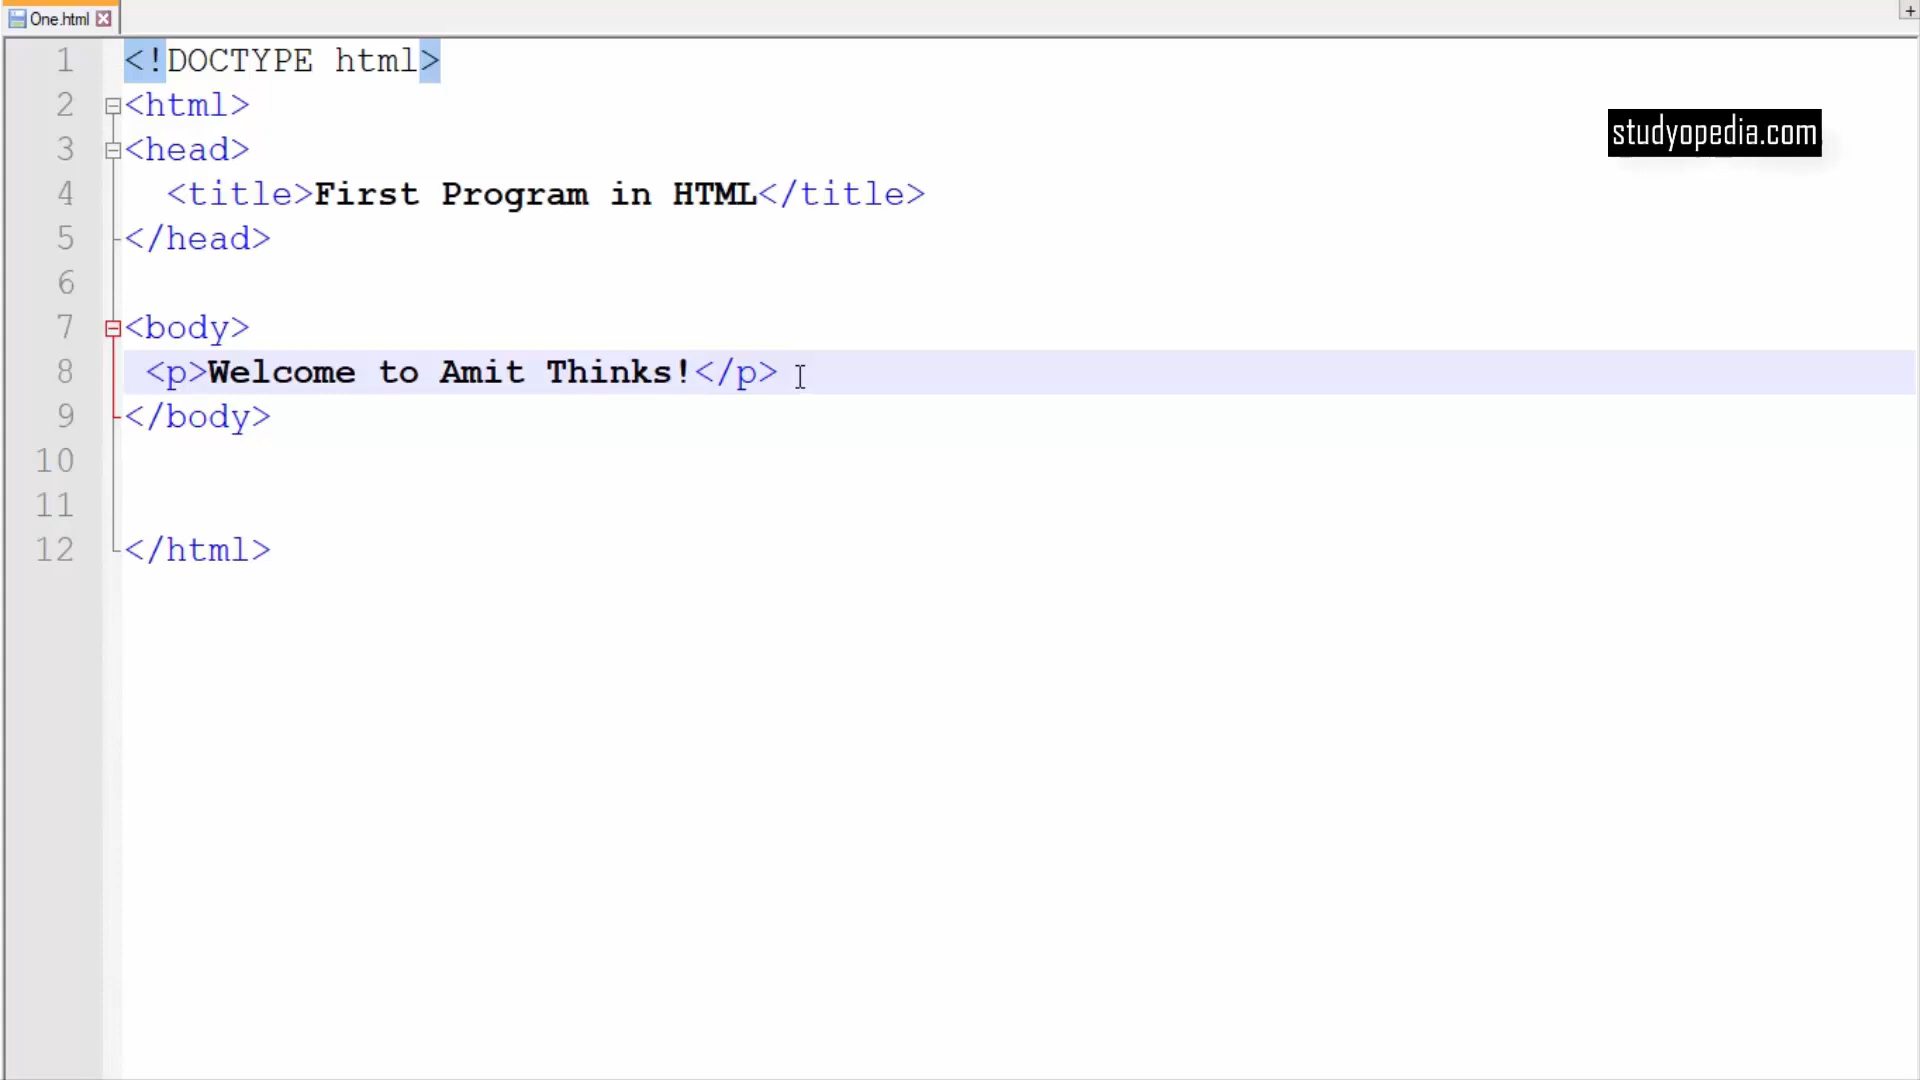 One.html
1 <!DOCTYPE html>
2 <html>
3 <head>
4 <title>First Program in HTML</title>
5 </head>
6
7 <body>
8 <p>Welcome to Amit Thinks!</p>
9 </body>
10
11
12 </html>
studyopedia.com